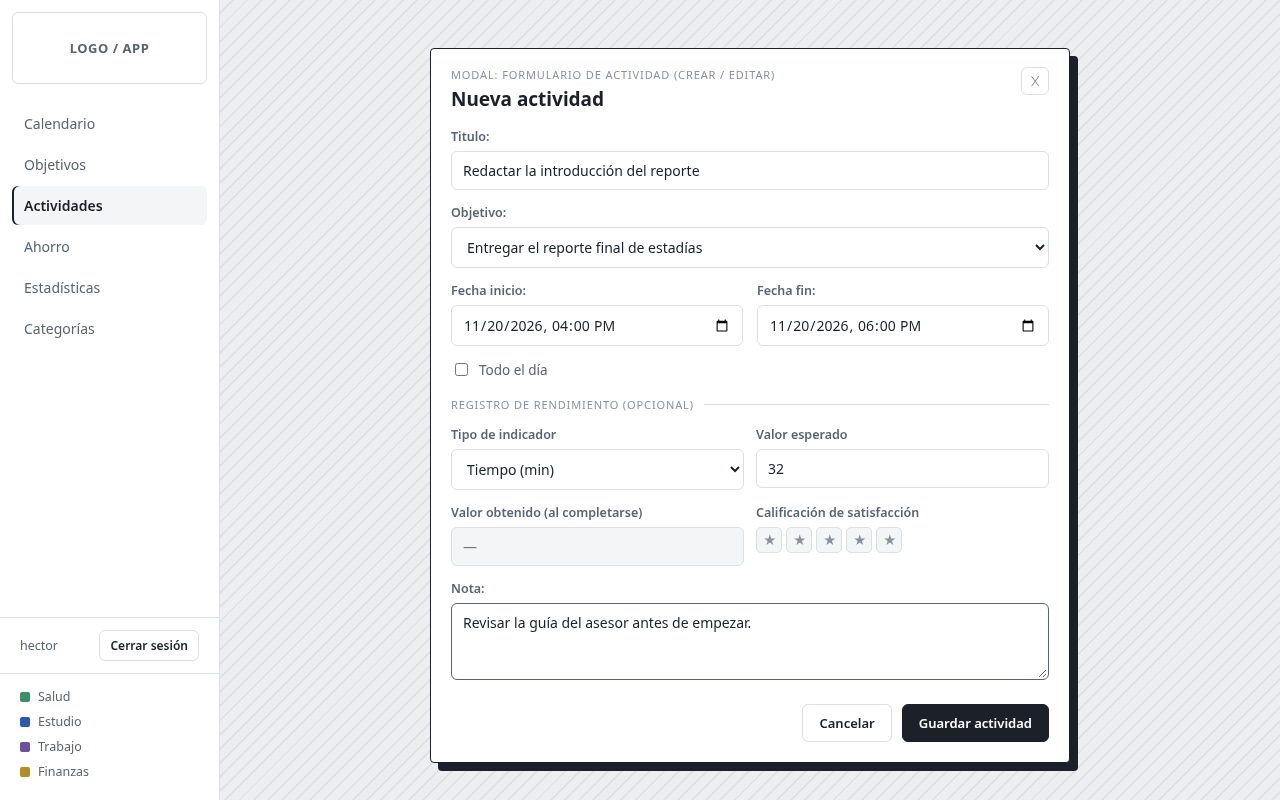 LOGO / APP
Calendario
Objetivos
Actividades
Ahorro
Estadísticas
Categorías
hector
Cerrar sesión
Salud
Estudio
Trabajo
Finanzas
MODAL: FORMULARIO DE ACTIVIDAD (CREAR / EDITAR)
X
Nueva actividad
Titulo:
Redactar la introducción del reporte
Objetivo:
Entregar el reporte final de estadías
Fecha inicio:
Fecha fin:
11/20/2026, 04:00 PM
11/20/2026, 06:00 PM
Todo el día
REGISTRO DE RENDIMIENTO (OPCIONAL)
Tipo de indicador
Valor esperado
Tiempo (min)
32
Valor obtenido (al completarse)
Calificación de satisfacción
—
★ ★ ★ ★ ★
Nota:
Revisar la guía del asesor antes de empezar.
Cancelar
Guardar actividad